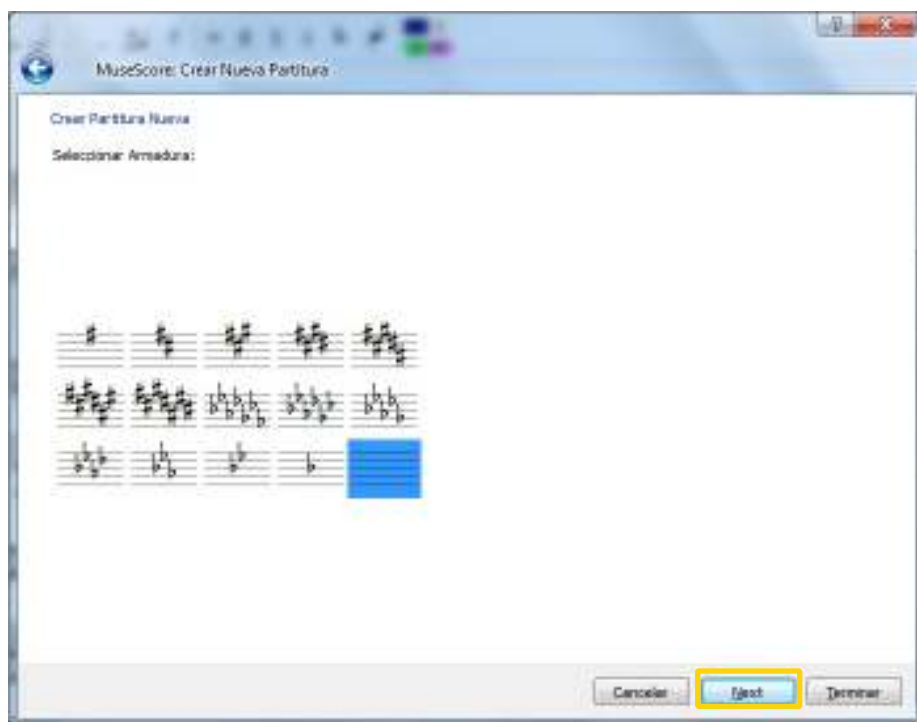 MuseScore: Crear Nueva Partitura
Crear Partitura Nueva
Seleccionar Armadura:
Cancelar Next Terminar